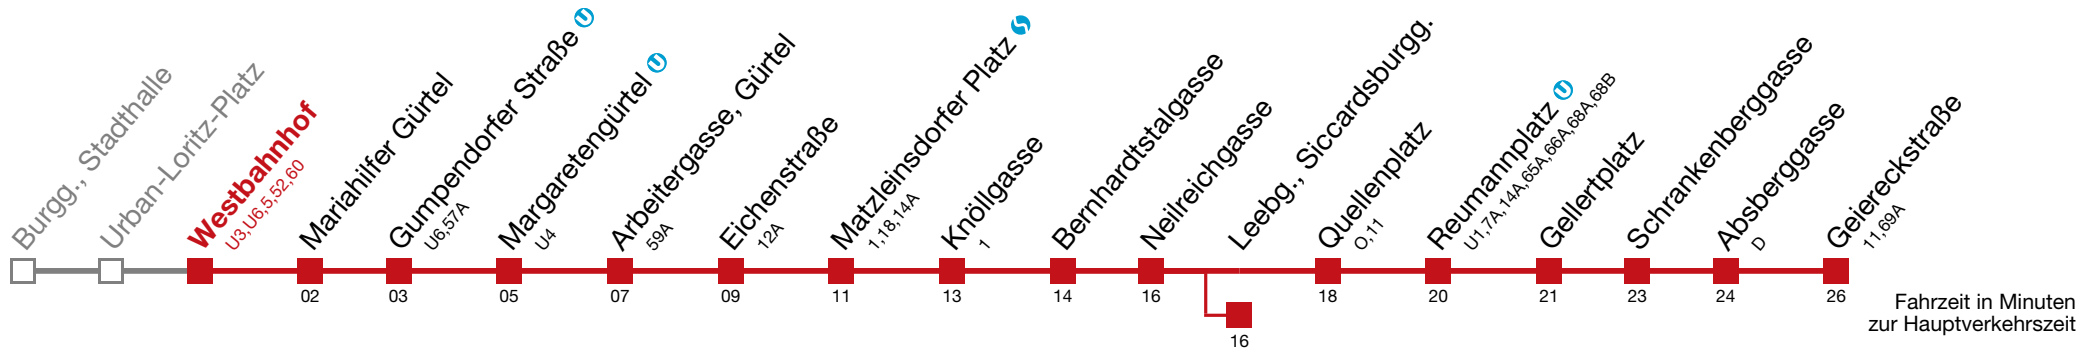 Burgg., Stadthalle
Urban-Loritz-Platz
Westbahnhof
U3,U6,5,52,60
Mariahilfer Gürtel
02
Gumpendorfer Straße U
U6,57A
03
Margaretengürtel U
U4
05
Arbeitergasse, Gürtel
59A
07
Eichenstraße
12A
09
Matzleinsdorfer Platz S
1,18,14A
11
Knöllgasse
1
13
Bernhardtstalgasse
14
Neilreichgasse
16
Leebg., Siccardsburgg.
16
Quellenplatz
O,11
18
Reumannplatz U
U1,7A,14A,65A,66A,68A,68B
20
Gellertplatz
21
Schrankenberggasse
23
Absberggasse
D
24
Geiereckstraße
11,69A
26
Fahrzeit in Minuten
zur Hauptverkehrszeit